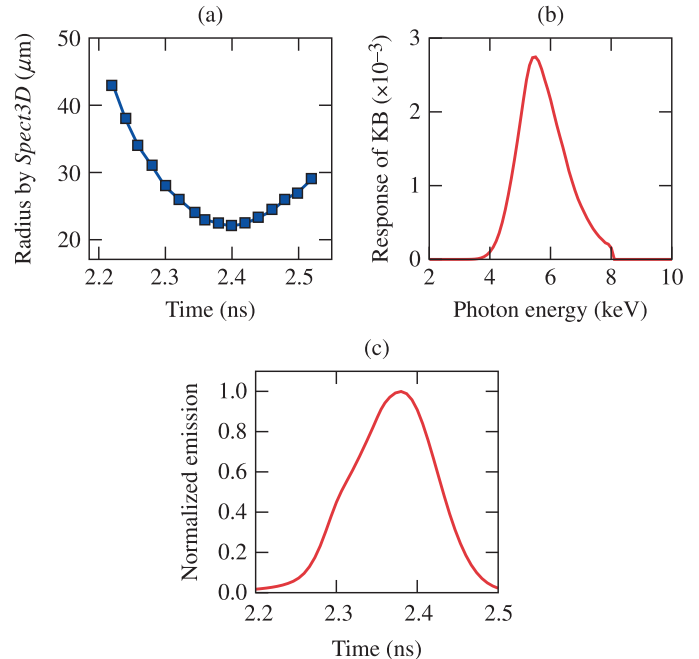 (a)
Radius by Spect3D (μm)
50
40
30
20
2.2 2.3 2.4 2.5
Time (ns)
(b)
Response of KB (×10⁻³)
3
2
1
0
2 4 6 8 10
Photon energy (keV)
(c)
Normalized emission
1.0
0.8
0.6
0.4
0.2
0.0
2.2 2.3 2.4 2.5
Time (ns)